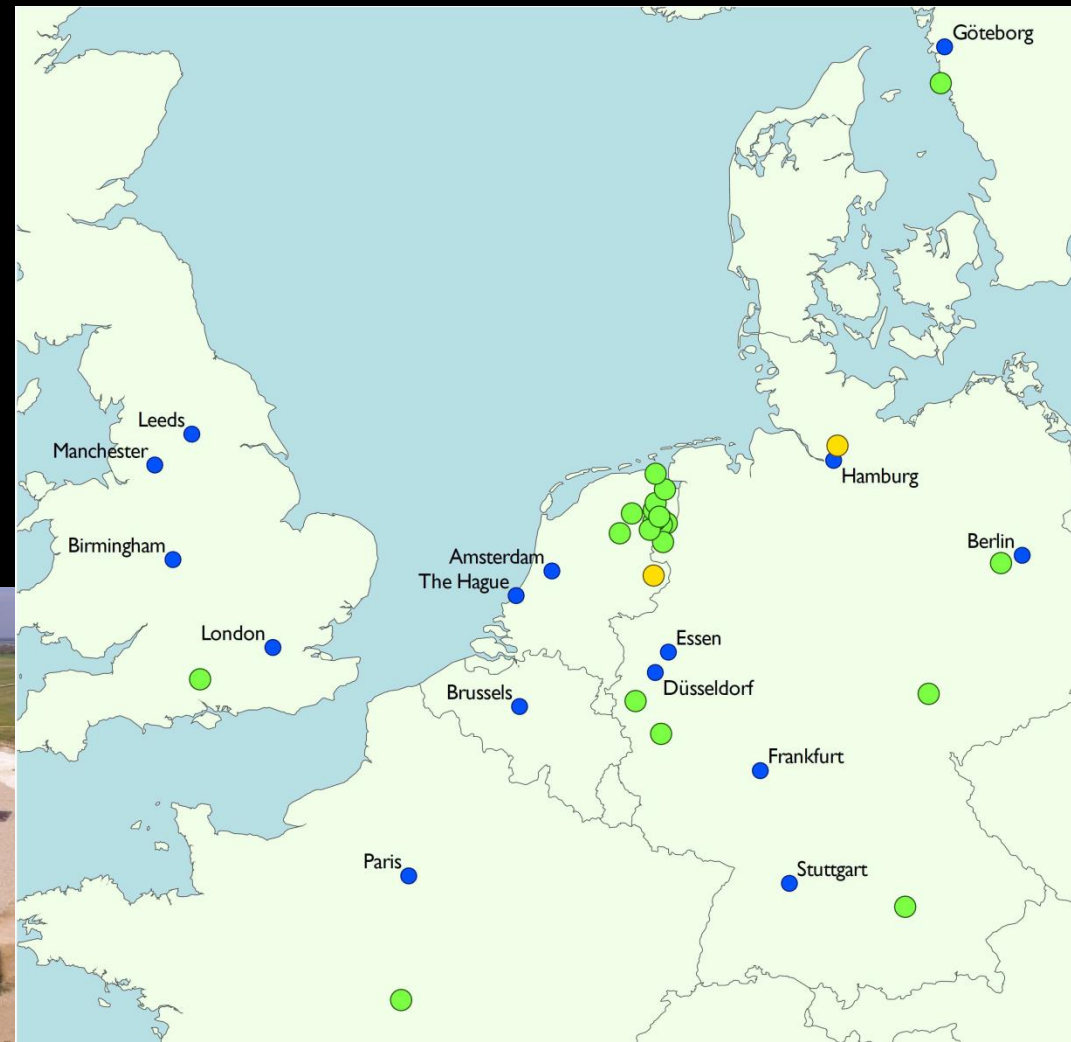 Göteborg
Leeds
Manchester
Hamburg
Birmingham
Amsterdam
The Hague
Berlin
London
Essen
Düsseldorf
Brussels
Frankfurt
Paris
Stuttgart